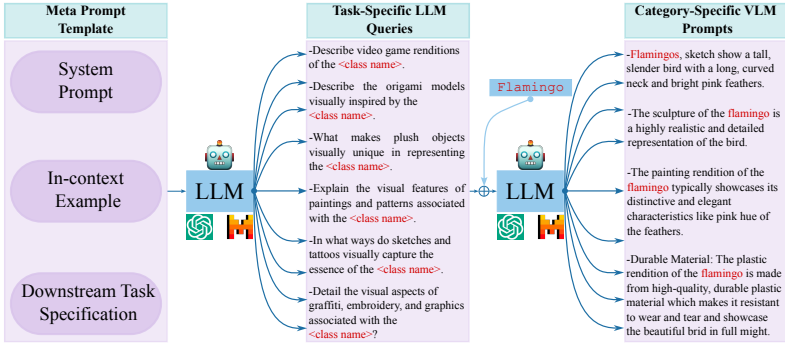 Meta Prompt
Template
System
Prompt
In-context
Example
Downstream Task
Specification
LLM
Task-Specific LLM
Queries
-Describe video game renditions
of the <class name>.
-Describe the origami models
visually inspired by the
<class name>.
-What makes plush objects
visually unique in representing
the <class name>.
-Explain the visual features of
paintings and patterns associated
with the <class name>.
-In what ways do sketches and
tattoos visually capture the
essence of the <class name>.
-Detail the visual aspects of
graffiti, embroidery, and graphics
associated with the
<class name>?
Flamingo
LLM
Category-Specific VLM
Prompts
-Flamingos, sketch show a tall,
slender bird with a long, curved
neck and bright pink feathers.
-The sculpture of the flamingo is
a highly realistic and detailed
representation of the bird.
-The painting rendition of the
flamingo typically showcases its
distinctive and elegant
characteristics like pink hue of
the feathers.
-Durable Material: The plastic
rendition of the flamingo is made
from high-quality, durable plastic
material which makes it resistant
to wear and tear and showcase
the beautiful brid in full might.